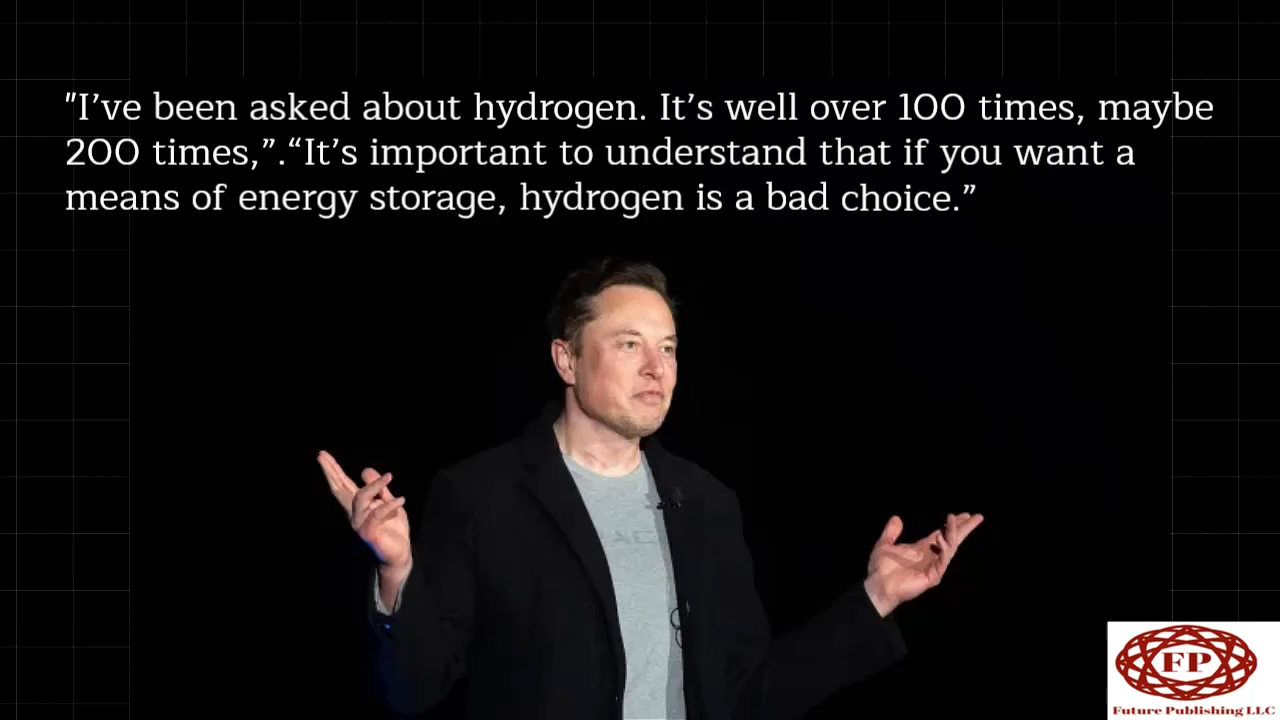 "I’ve been asked about hydrogen. It’s well over 100 times, maybe
200 times,”.“It’s important to understand that if you want a
means of energy storage, hydrogen is a bad choice.”
FP
Future Publishing LLC